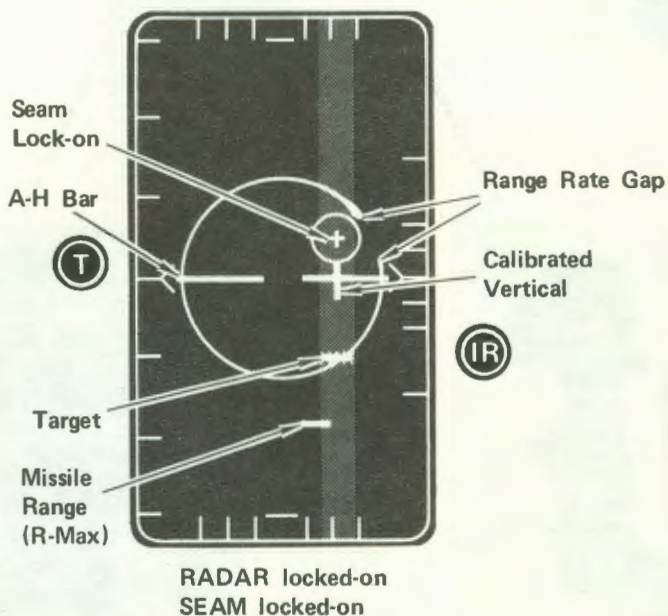 Seam
Lock-on
A-H Bar
T
Range Rate Gap
Calibrated
Vertical
IR
Target
Missile
Range
(R-Max)
RADAR locked-on
SEAM locked-on